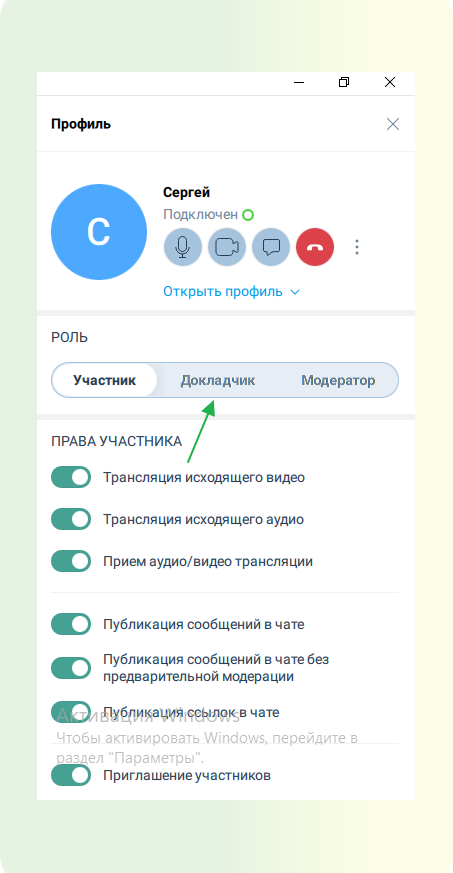 Профиль
С
Сергей
Подключен
Открыть профиль
РОЛЬ
Участник Докладчик Модератор
ПРАВА УЧАСТНИКА
Трансляция исходящего видео
Трансляция исходящего аудио
Прием аудио/видео трансляции
Публикация сообщений в чате
Публикация сообщений в чате без
предварительной модерации
Публикация ссылок в чате
Активация Windows
Чтобы активировать Windows, перейдите в
раздел "Параметры".
Приглашение участников